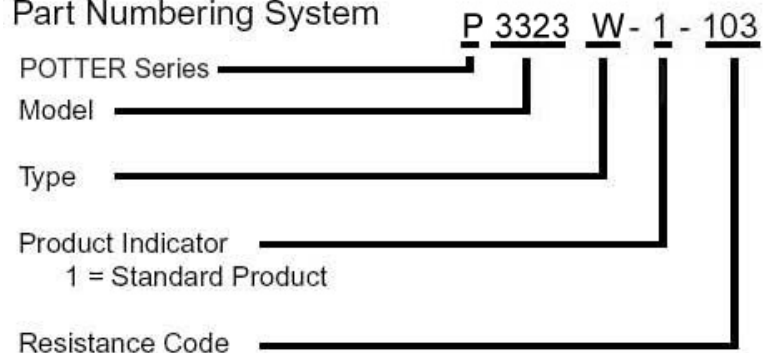 Part Numbering System
P 3323 W - 1 - 103
POTTER Series
Model
Type
Product Indicator
1 = Standard Product
Resistance Code